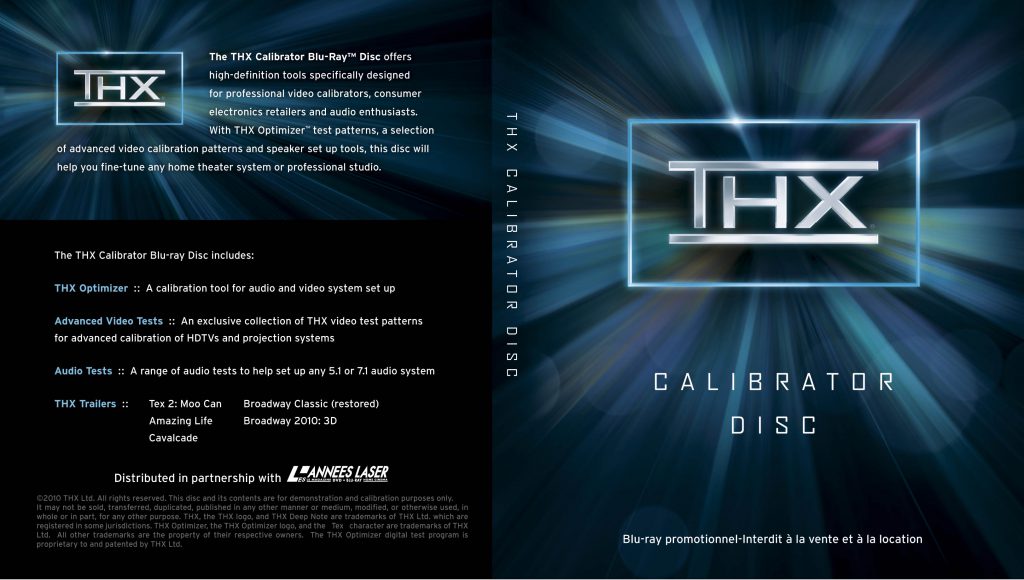 THX
The THX Calibrator Blu-Ray™ Disc offers
high-definition tools specifically designed
for professional video calibrators, consumer
electronics retailers and audio enthusiasts.
With THX Optimizer™ test patterns, a selection
of advanced video calibration patterns and speaker set up tools, this disc will
help you fine-tune any home theater system or professional studio.
The THX Calibrator Blu-ray Disc includes:
THX Optimizer :: A calibration tool for audio and video system set up
Advanced Video Tests :: An exclusive collection of THX video test patterns
for advanced calibration of HDTVs and projection systems
Audio Tests :: A range of audio tests to help set up any 5.1 or 7.1 audio system
THX Trailers :: Tex 2: Moo Can Broadway Classic (restored)
Amazing Life Broadway 2010: 3D
Cavalcade
Distributed in partnership with LES ANNEES LASER
LE MAGAZINE DVD • BLU-RAY HOME CINEMA
©2010 THX Ltd. All rights reserved. This disc and its contents are for demonstration and calibration purposes only.
It may not be sold, transferred, duplicated, published in any other manner or medium, modified, or otherwise used, in
whole or in part, for any other purpose. THX, the THX logo, and THX Deep Note are trademarks of THX Ltd. which are
registered in some jurisdictions. THX Optimizer, the THX Optimizer logo, and the Tex character are trademarks of THX
Ltd. All other trademarks are the property of their respective owners. The THX Optimizer digital test program is
proprietary to and patented by THX Ltd.
THX CALIBRATOR DISC
THX®
CALIBRATOR
DISC
Blu-ray promotionnel-Interdit à la vente et à la location